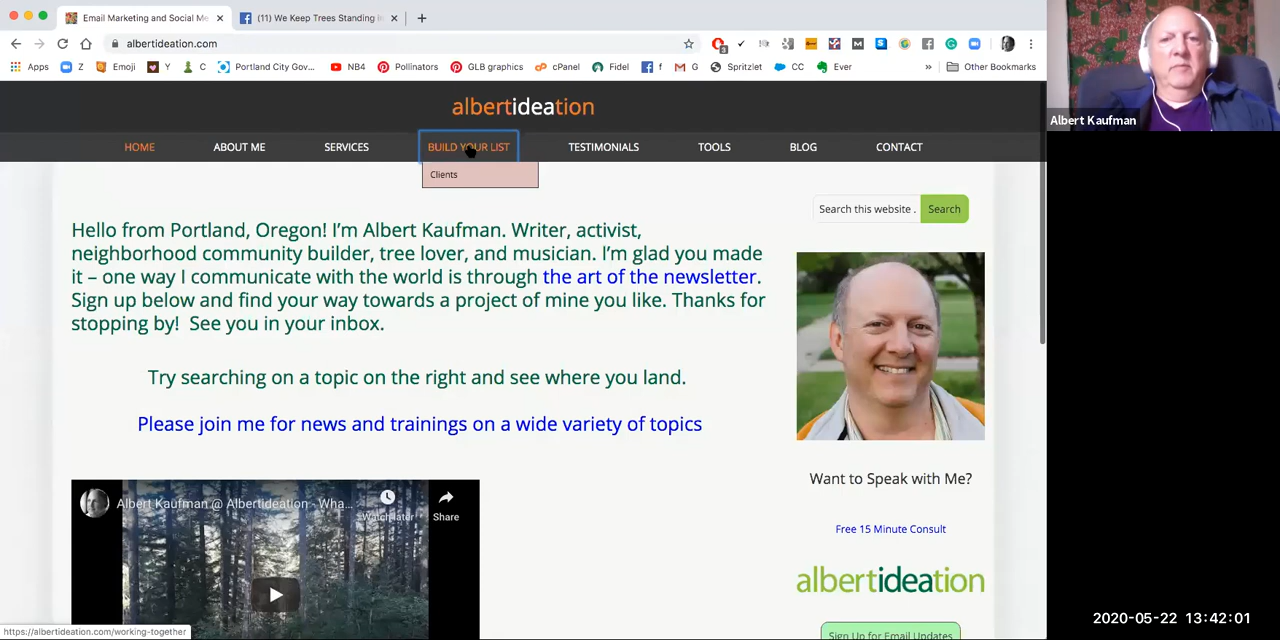 Email Marketing and Social Me
(11) We Keep Trees Standing
albertideation.com
Apps
Z
Emoji
Y
C
Portland City Gov...
NB4
Pollinators
GLB graphics
cPanel
Fidel
f
G
Spritzlet
CC
Ever
»
Other Bookmarks
albertideation
HOME
ABOUT ME
SERVICES
BUILD YOUR LIST
TESTIMONIALS
TOOLS
BLOG
CONTACT
Clients
Search this website .
Search
Hello from Portland, Oregon! I'm Albert Kaufman. Writer, activist,
neighborhood community builder, tree lover, and musician. I'm glad you made
it – one way I communicate with the world is through the art of the newsletter.
Sign up below and find your way towards a project of mine you like. Thanks for
stopping by! See you in your inbox.
Try searching on a topic on the right and see where you land.
Please join me for news and trainings on a wide variety of topics
Albert Kaufman @ Albertideation - Wha...
Watch later
Share
Want to Speak with Me?
Free 15 Minute Consult
albertideation
Sign Up for Email Updates
https://albertideation.com/working-together
Albert Kaufman
2020-05-22 13:42:01